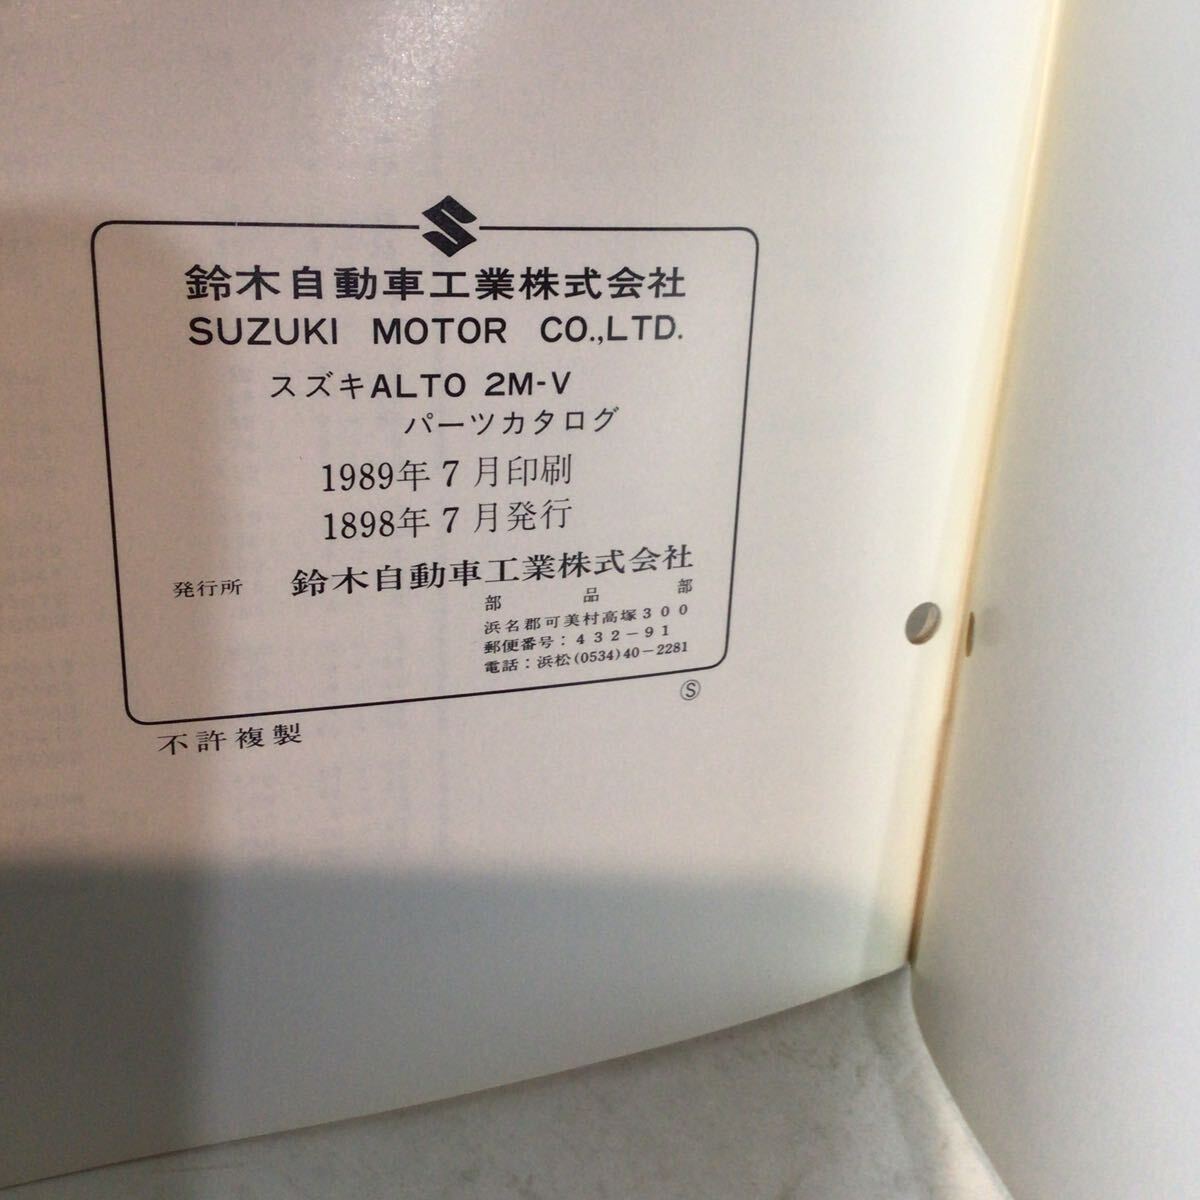 鈴木自動車工業株式会社
SUZUKI MOTOR CO.,LTD.
スズキALTO 2M-V
パーツカタログ
1989年7月印刷
1898年7月発行
発行所 鈴木自動車工業株式会社
部品部
浜名郡可美村高塚300
郵便番号:432-91
電話:浜松(0534)40-2281
Ⓢ
不許複製